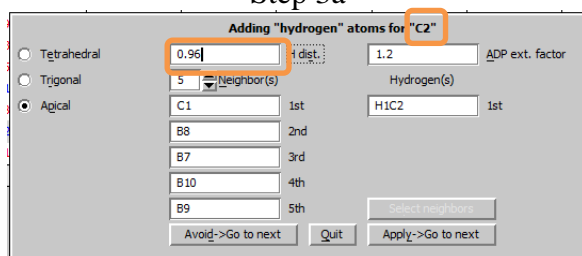 Step 3a
Adding "hydrogen" atoms for "C2"
Tetrahedral 0.96 H dist. 1.2 ADP ext. factor
Trigonal 5 Neighbor(s) Hydrogen(s)
Apical C1 1st H1C2 1st
B8 2nd
B7 3rd
B10 4th
B9 5th Select neighbors
Avoid->Go to next Quit Apply->Go to next